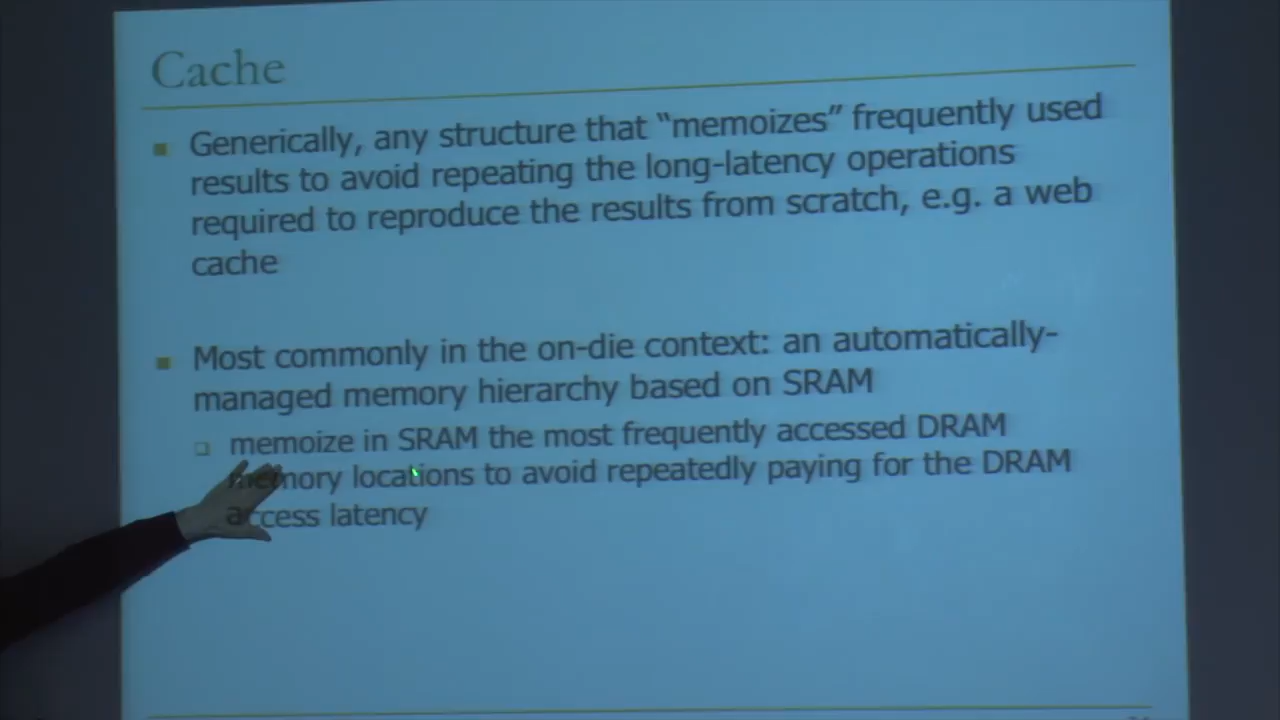 Cache
Generically, any structure that “memoizes” frequently used
results to avoid repeating the long-latency operations
required to reproduce the results from scratch, e.g. a web
cache
Most commonly in the on-die context: an automatically-
managed memory hierarchy based on SRAM
memoize in SRAM the most frequently accessed DRAM
memory locations to avoid repeatedly paying for the DRAM
access latency